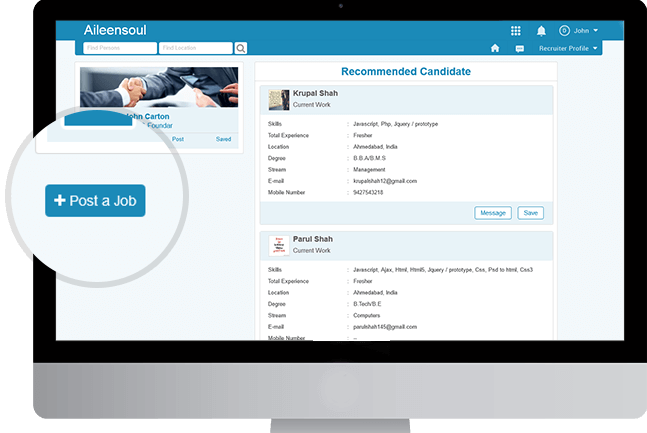 Aileensoul
0 John
Find Persons Find Location
Recruiter Profile
John Carton
Foundar
Post Saved
+ Post a Job
Recommended Candidate
Krupal Shah
Current Work
Skills : Javascript, Php, Jquery / prototype
Total Experience : Fresher
Location : Ahmedabad, India
Degree : B.B.A/B.M.S
Stream : Management
E-mail : krupalshah12@gmail.com
Mobile Number : 9427543218
Message Save
Parul Shah
Current Work
Skills : Javascript, Ajax, Html, Html5, Jquery / prototype, Css, Psd to html, Css3
Total Experience : Fresher
Location : Ahmedabad, India
Degree : B.Tech/B.E
Stream : Computers
E-mail : parulshah145@gmail.com
Mobile Number : --